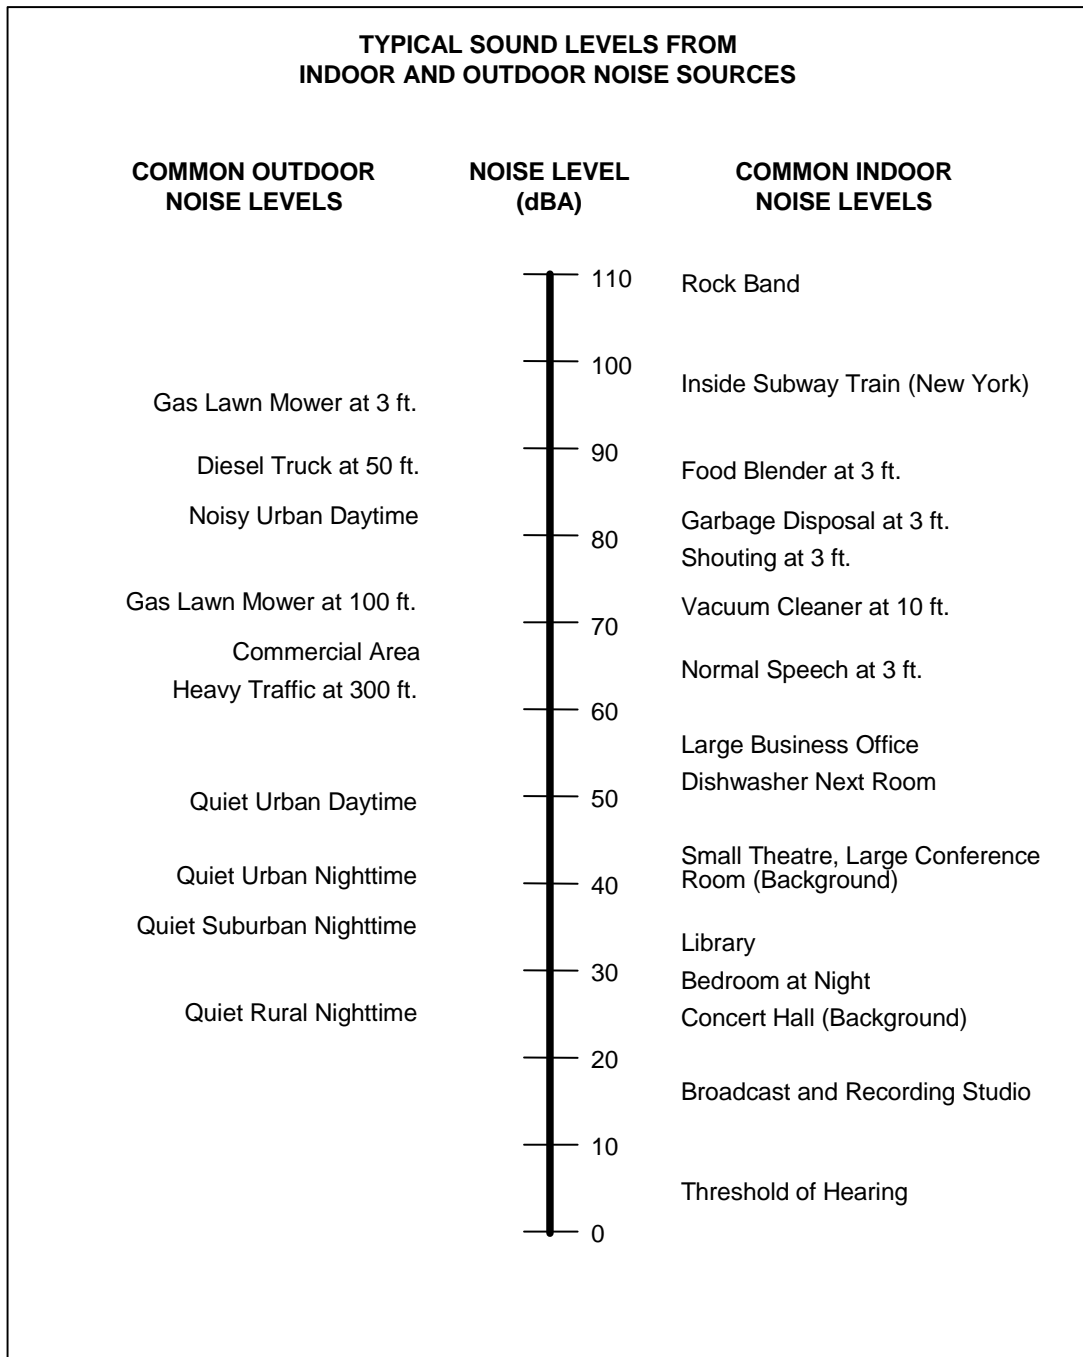 TYPICAL SOUND LEVELS FROM
INDOOR AND OUTDOOR NOISE SOURCES
COMMON OUTDOOR
NOISE LEVELS
NOISE LEVEL
(dBA)
COMMON INDOOR
NOISE LEVELS
110
Rock Band
100
Inside Subway Train (New York)
Gas Lawn Mower at 3 ft.
90
Diesel Truck at 50 ft.
Food Blender at 3 ft.
Noisy Urban Daytime
Garbage Disposal at 3 ft.
80
Shouting at 3 ft.
Gas Lawn Mower at 100 ft.
Vacuum Cleaner at 10 ft.
70
Commercial Area
Normal Speech at 3 ft.
Heavy Traffic at 300 ft.
60
Large Business Office
Dishwasher Next Room
50
Quiet Urban Daytime
Small Theatre, Large Conference
Room (Background)
Quiet Urban Nighttime
40
Quiet Suburban Nighttime
Library
30
Bedroom at Night
Quiet Rural Nighttime
Concert Hall (Background)
20
Broadcast and Recording Studio
10
Threshold of Hearing
0